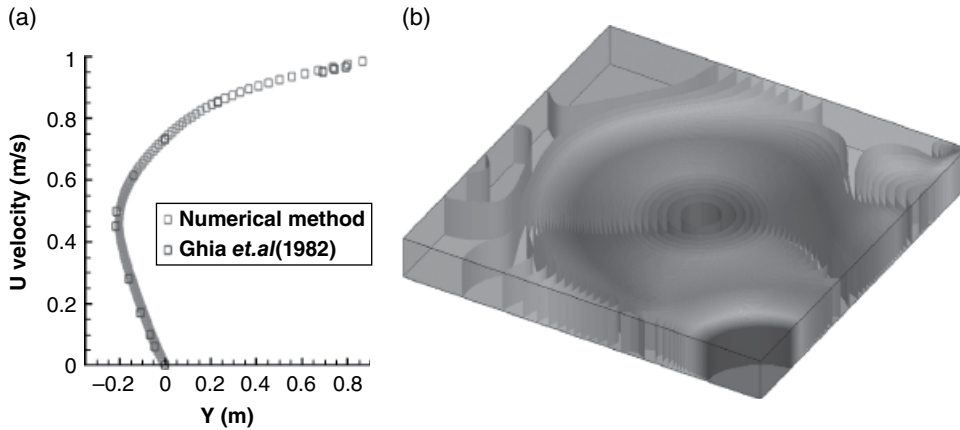 (a)
(b)
U velocity (m/s)
1
0.8
0.6
0.4
0.2
0
Numerical method
Ghia et.al(1982)
−0.2 0 0.2 0.4 0.6 0.8
Y (m)